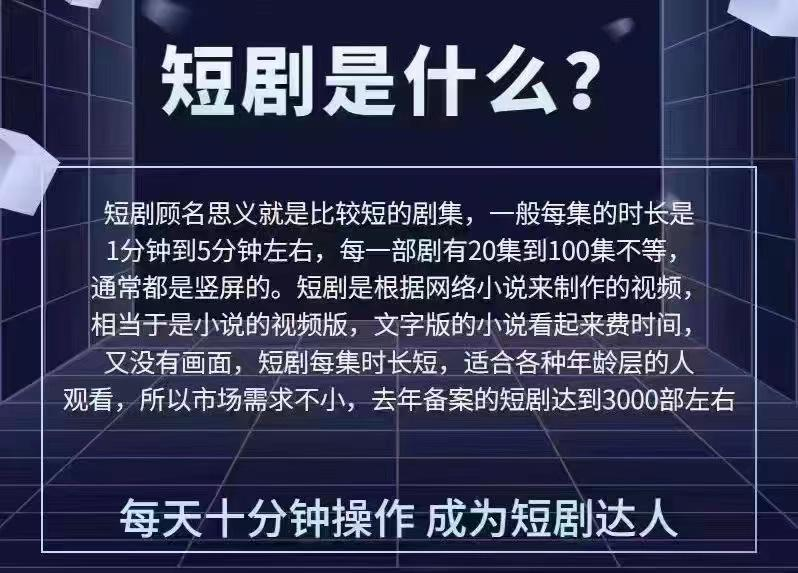 短剧是什么？
短剧顾名思义就是比较短的剧集，一般每集的时长是
1分钟到5分钟左右，每一部剧有20集到100集不等，
通常都是竖屏的。短剧是根据网络小说来制作的视频，
相当于是小说的视频版，文字版的小说看起来费时间，
又没有画面，短剧每集时长短，适合各种年龄层的人
观看，所以市场需求不小，去年备案的短剧达到3000部左右
每天十分钟操作 成为短剧达人